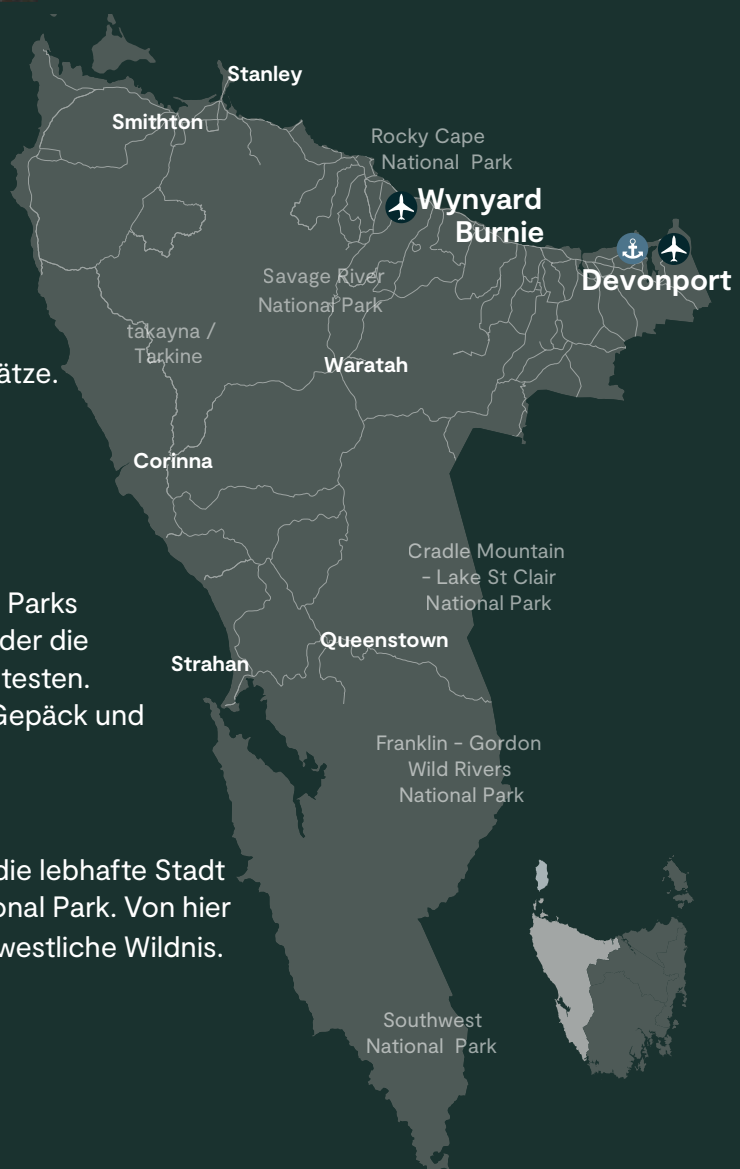 Stanley
Smithton
Rocky Cape
National Park
Wynyard
Burnie
Devonport
Savage River
National Park
takayna /
Tarkine
Waratah
ätze.
Corinna
Cradle Mountain
- Lake St Clair
National Park
Parks
der die
testen.
Gepäck und
Queenstown
Strahan
Franklin - Gordon
Wild Rivers
National Park
die lebhafte Stadt
onal Park. Von hier
westliche Wildnis.
Southwest
National Park